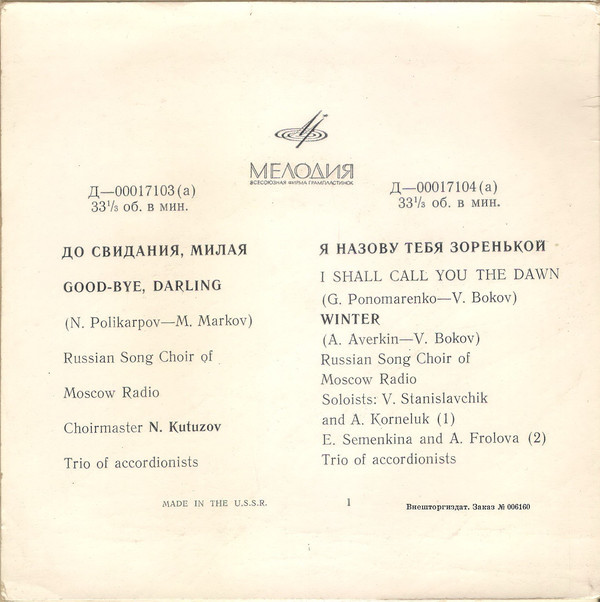 МЕЛОДИЯ
ВСЕСОЮЗНАЯ ФИРМА ГРАМПЛАСТИНОК
Д—00017103(а)
33⅓ об. в мин.
ДО СВИДАНИЯ, МИЛАЯ
GOOD-BYE, DARLING
(N. Polikarpov—M. Markov)
Russian Song Choir of
Moscow Radio
Choirmaster N. Kutuzov
Trio of accordionists
Д—00017104(а)
33⅓ об. в мин.
Я НАЗОВУ ТЕБЯ ЗОРЕНЬКОЙ
I SHALL CALL YOU THE DAWN
(G. Ponomarenko—V. Bokov)
WINTER
(A. Averkin—V. Bokov)
Russian Song Choir of
Moscow Radio
Soloists: V. Stanislavchik
and A. Korneluk (1)
E. Semenkina and A. Frolova (2)
Trio of accordionists
MADE IN THE U.S.S.R.
1
Внешторгиздат. Заказ № 006160